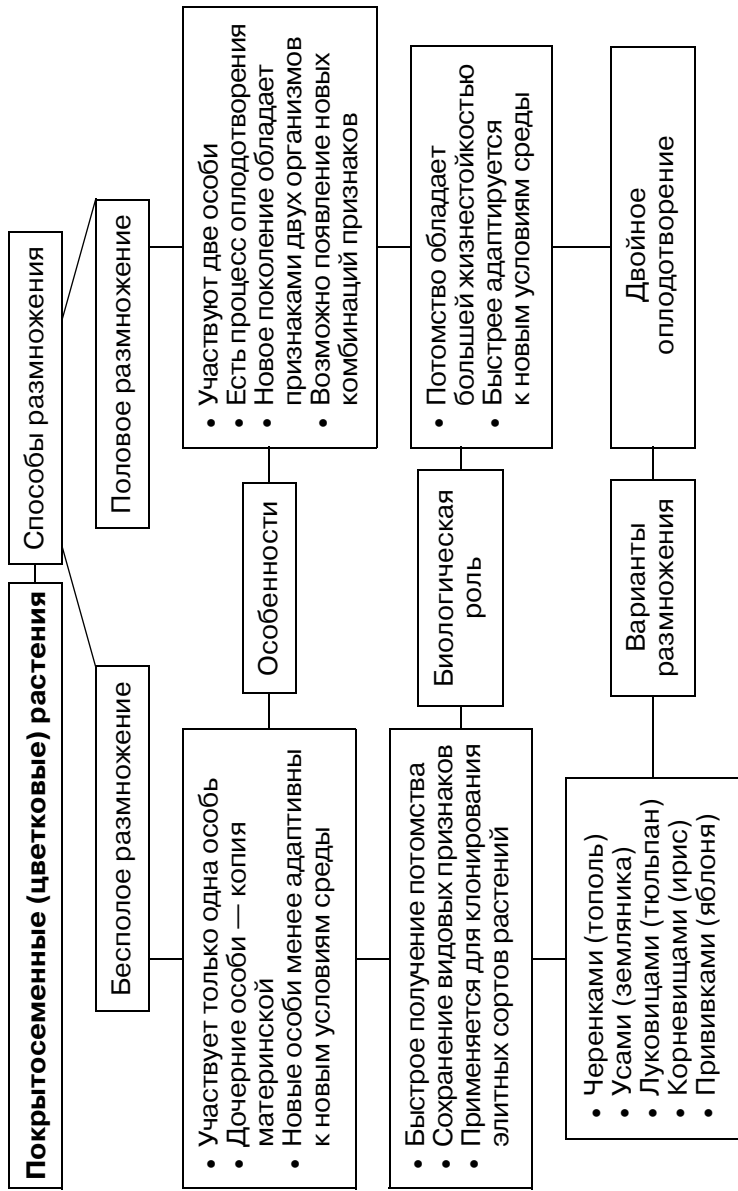 Покрытосеменные (цветковые) растения
Способы размножения
Бесполое размножение
Половое размножение
• Участвует только одна особь
• Дочерние особи — копия
материнской
• Новые особи менее адаптивны
к новым условиям среды
Особенности
• Участвуют две особи
• Есть процесс оплодотворения
• Новое поколение обладает
признаками двух организмов
• Возможно появление новых
комбинаций признаков
• Быстрое получение потомства
• Сохранение видовых признаков
• Применяется для клонирования
элитных сортов растений
Биологическая
роль
• Потомство обладает
большей жизнестойкостью
• Быстрее адаптируется
к новым условиям среды
• Черенками (тополь)
• Усами (земляника)
• Луковицами (тюльпан)
• Корневищами (ирис)
• Прививками (яблоня)
Варианты
размножения
Двойное
оплодотворение